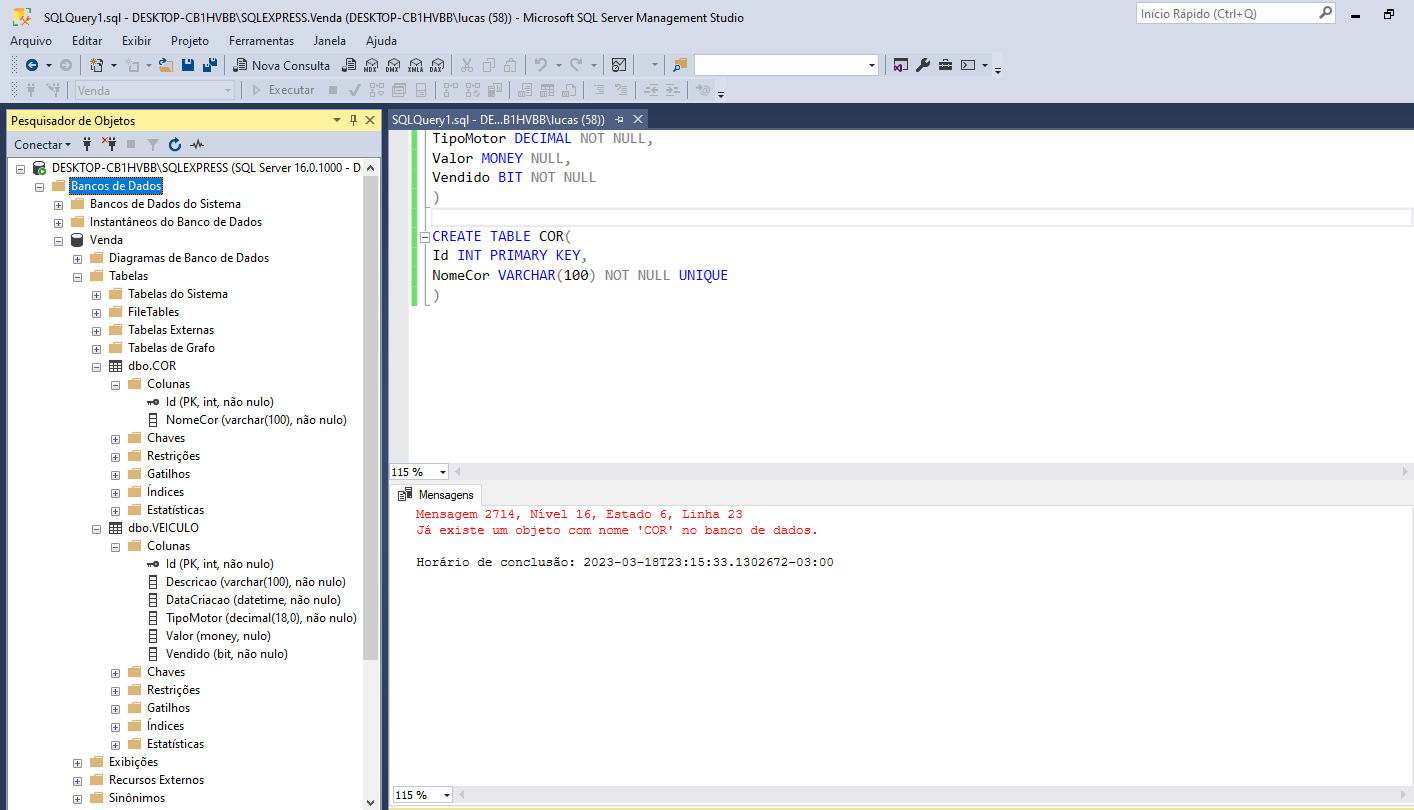 SQLQuery1.sql - DESKTOP-CB1HVBB\SQLEXPRESS.Venda (DESKTOP-CB1HVBB\lucas (58)) - Microsoft SQL Server Management Studio
Início Rápido (Ctrl+Q)
Arquivo Editar Exibir Projeto Ferramentas Janela Ajuda
Nova Consulta MDX DMX XMLA DAX
Venda Executar
Pesquisador de Objetos
Conectar
DESKTOP-CB1HVBB\SQLEXPRESS (SQL Server 16.0.1000 - D
Bancos de Dados
Bancos de Dados do Sistema
Instantâneos do Banco de Dados
Venda
Diagramas de Banco de Dados
Tabelas
Tabelas do Sistema
FileTables
Tabelas Externas
Tabelas de Grafo
dbo.COR
Colunas
Id (PK, int, não nulo)
NomeCor (varchar(100), não nulo)
Chaves
Restrições
Gatilhos
Índices
Estatísticas
dbo.VEICULO
Colunas
Id (PK, int, não nulo)
Descricao (varchar(100), não nulo)
DataCriacao (datetime, não nulo)
TipoMotor (decimal(18,0), não nulo)
Valor (money, nulo)
Vendido (bit, não nulo)
Chaves
Restrições
Gatilhos
Índices
Estatísticas
Exibições
Recursos Externos
Sinônimos
SQLQuery1.sql - DE...B1HVBB\lucas (58))
TipoMotor DECIMAL NOT NULL,
Valor MONEY NULL,
Vendido BIT NOT NULL
)
CREATE TABLE COR(
Id INT PRIMARY KEY,
NomeCor VARCHAR(100) NOT NULL UNIQUE
)
115 %
Mensagens
Mensagem 2714, Nível 16, Estado 6, Linha 23
Já existe um objeto com nome 'COR' no banco de dados.
Horário de conclusão: 2023-03-18T23:15:33.1302672-03:00
115 %